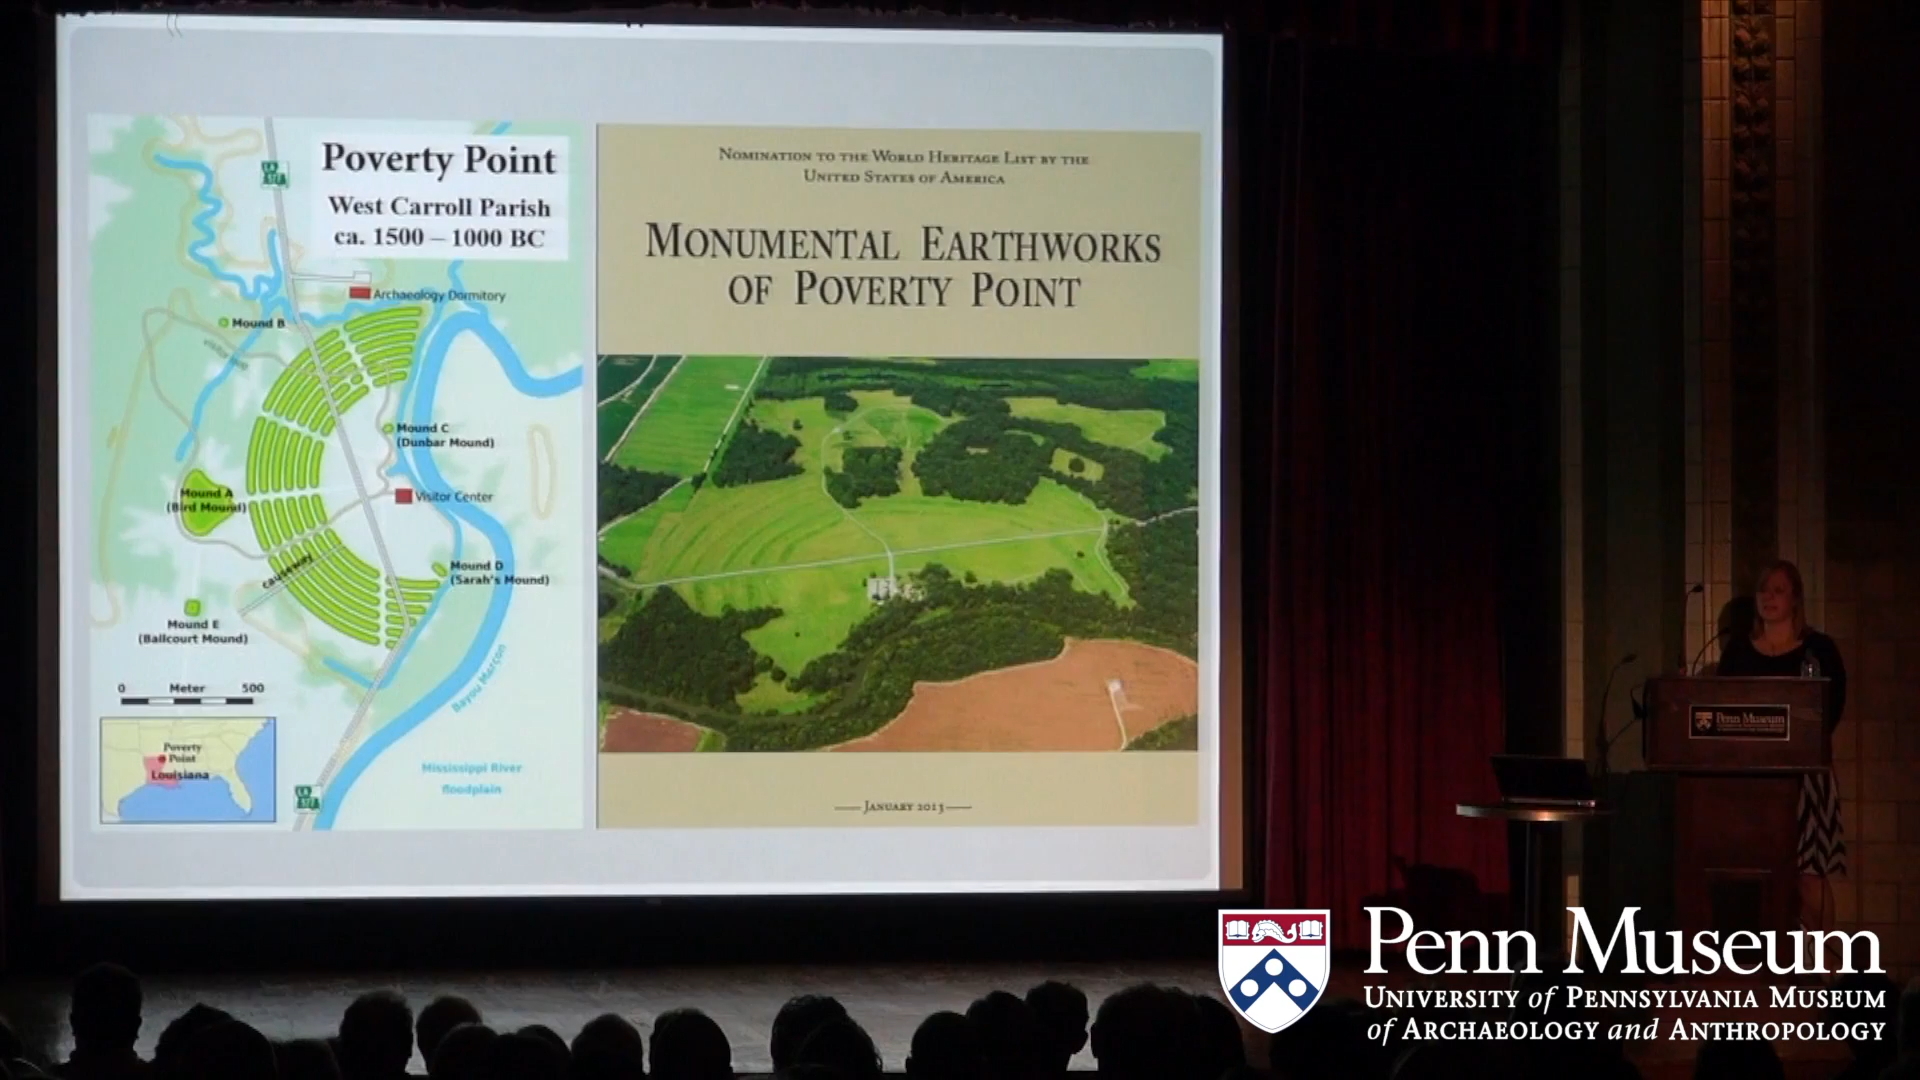 Poverty Point
West Carroll Parish
ca. 1500 – 1000 BC
Archaeology Dormitory
Mound B
Mound C
(Dunbar Mound)
Mound A
(Bird Mound)
Visitor Center
causeway
Mound D
(Sarah's Mound)
Mound E
(Ballcourt Mound)
0 Meter 500
Bayou Marcon
Poverty
Point
Louisiana
Mississippi River
floodplain
Nomination to the World Heritage List by the
United States of America
Monumental Earthworks
of Poverty Point
January 2013
Penn Museum
Penn Museum
University of Pennsylvania Museum
of Archaeology and Anthropology